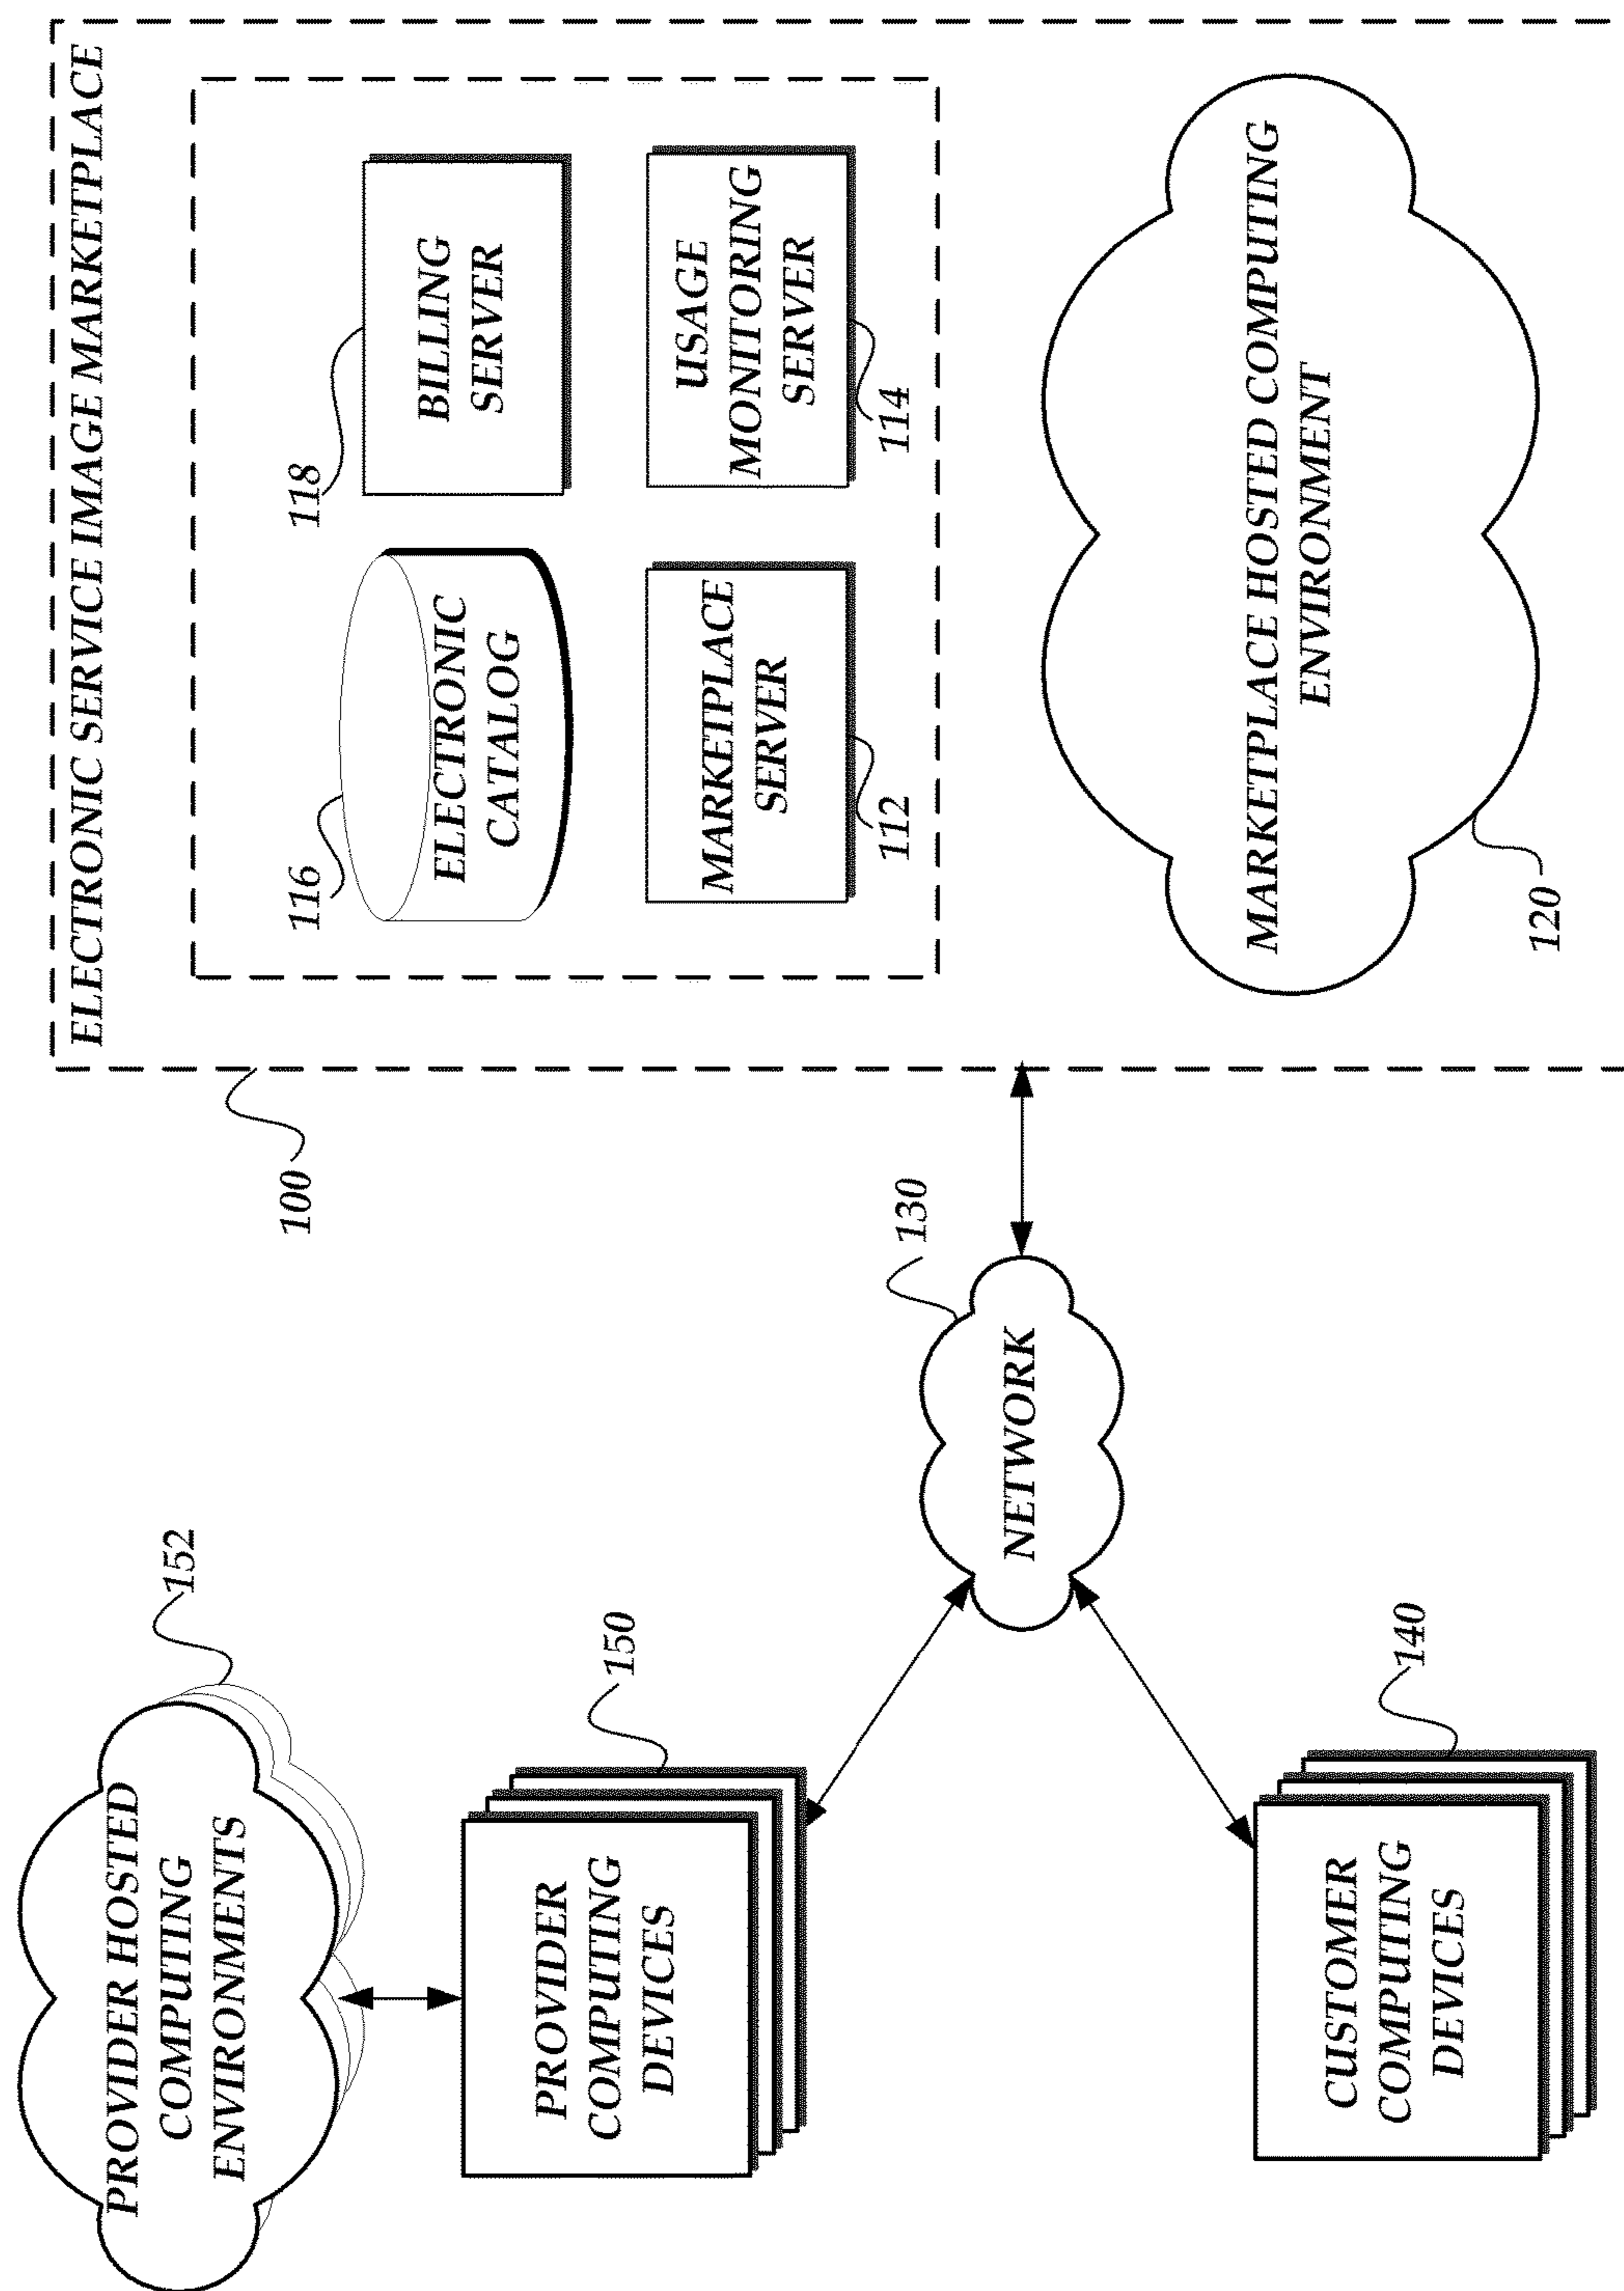 PROVIDER HOSTED
COMPUTING
ENVIRONMENTS
152
PROVIDER
COMPUTING
DEVICES
150
CUSTOMER
COMPUTING
DEVICES
140
NETWORK
130
100
ELECTRONIC SERVICE IMAGE MARKETPLACE
116
ELECTRONIC
CATALOG
118
BILLING
SERVER
MARKETPLACE
SERVER
112
USAGE
MONITORING
SERVER
114
MARKETPLACE HOSTED COMPUTING
ENVIRONMENT
120